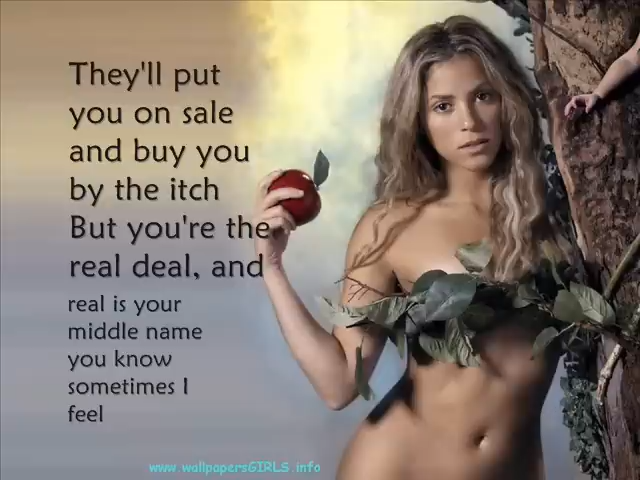 They'll put
you on sale
and buy you
by the itch
But you're the
real deal, and
real is your
middle name
you know
sometimes I
feel
www.wallpapersGIRLS.info